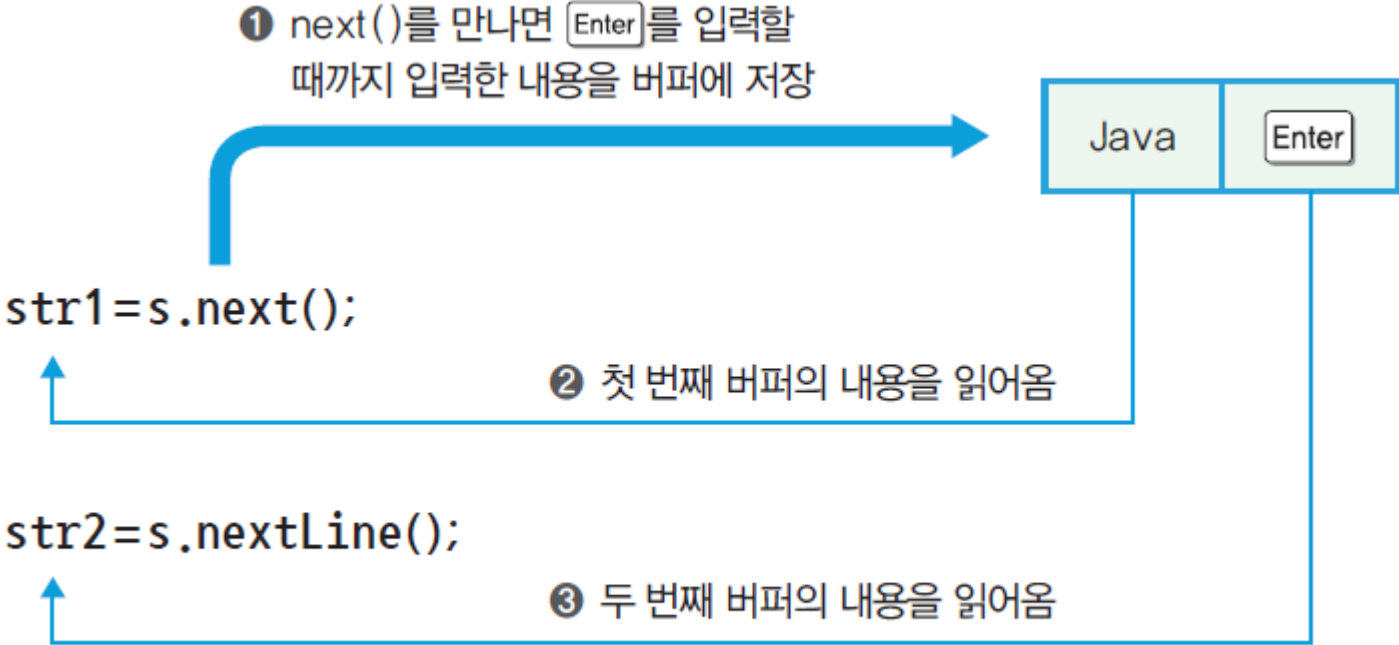 ❶ next()를 만나면 Enter를 입력할
때까지 입력한 내용을 버퍼에 저장
Java Enter
str1=s.next();
❷ 첫 번째 버퍼의 내용을 읽어옴
str2=s.nextLine();
❸ 두 번째 버퍼의 내용을 읽어옴